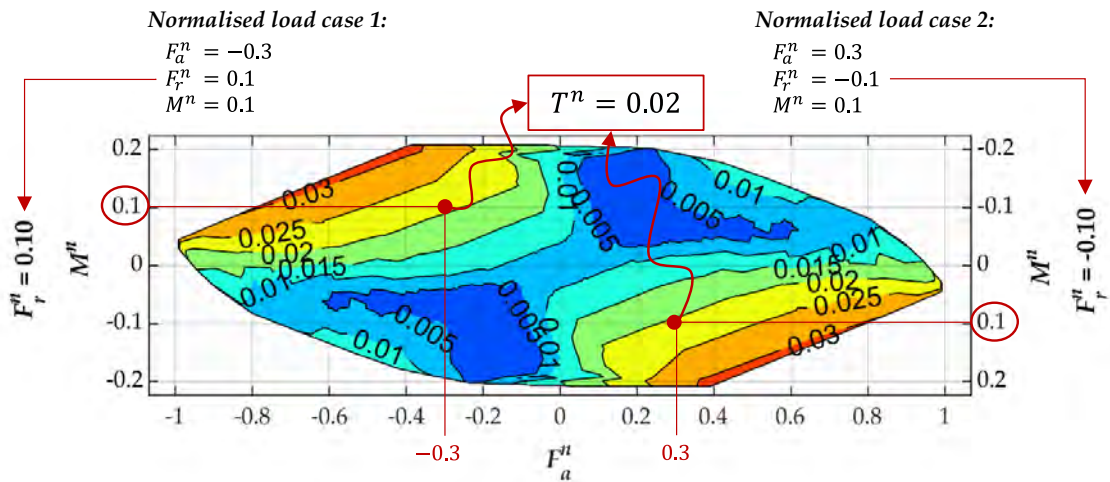 Normalised load case 1:
F_a^n = −0.3
F_r^n = 0.1
M^n = 0.1
Normalised load case 2:
F_a^n = 0.3
F_r^n = −0.1
M^n = 0.1
T^n = 0.02
F_r^n = 0.10
M^n
0.2
0.1
0
-0.1
-0.2
0.03
0.025
0.02
0.015
0.01
0.005
0.01
0.005
0.01
0.005
0.01
0.005
0.01
0.01
0.015
0.02
0.025
0.03
-0.2
-0.1
0
0.1
0.2
M^n
F_r^n = -0.10
-1
-0.8
-0.6
-0.4
-0.2
0
0.2
0.4
0.6
0.8
1
−0.3
F_a^n
0.3